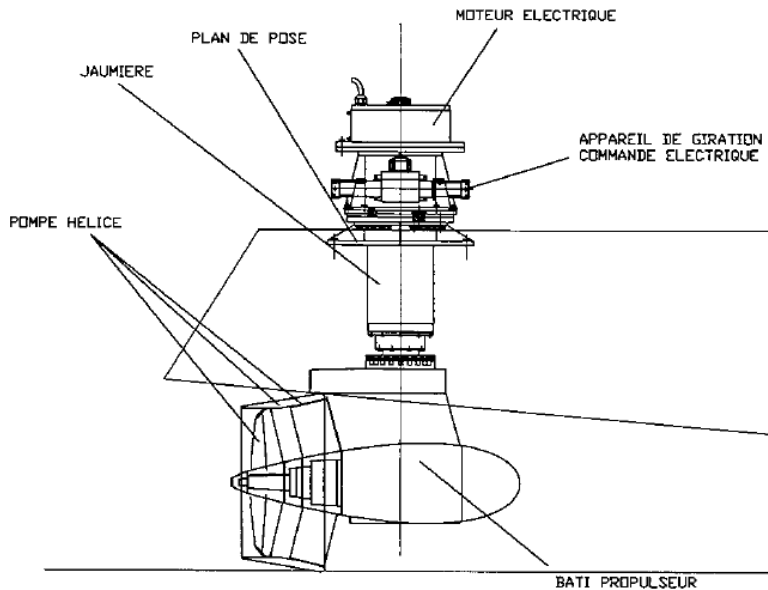 MOTEUR ELECTRIQUE
PLAN DE POSE
JAUMIERE
APPAREIL DE GIRATION
COMMANDE ELECTRIQUE
POMPE HELICE
BATI PROPULSEUR